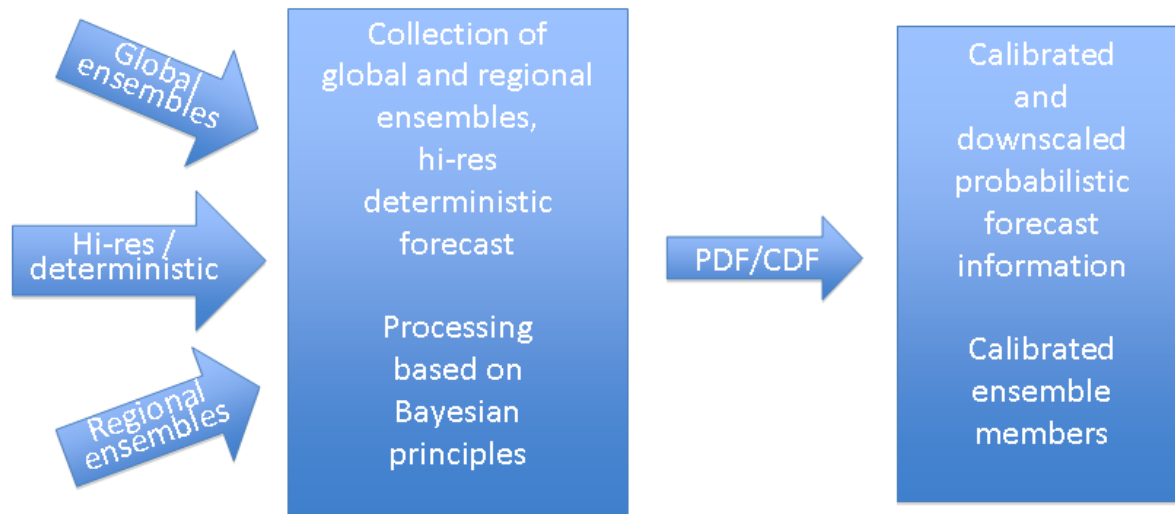 Global
ensembles
Hi-res /
deterministic
Regional
ensembles
Collection of
global and regional
ensembles,
hi-res
deterministic
forecast
Processing
based on
Bayesian
principles
PDF/CDF
Calibrated
and
downscaled
probabilistic
forecast
information
Calibrated
ensemble
members